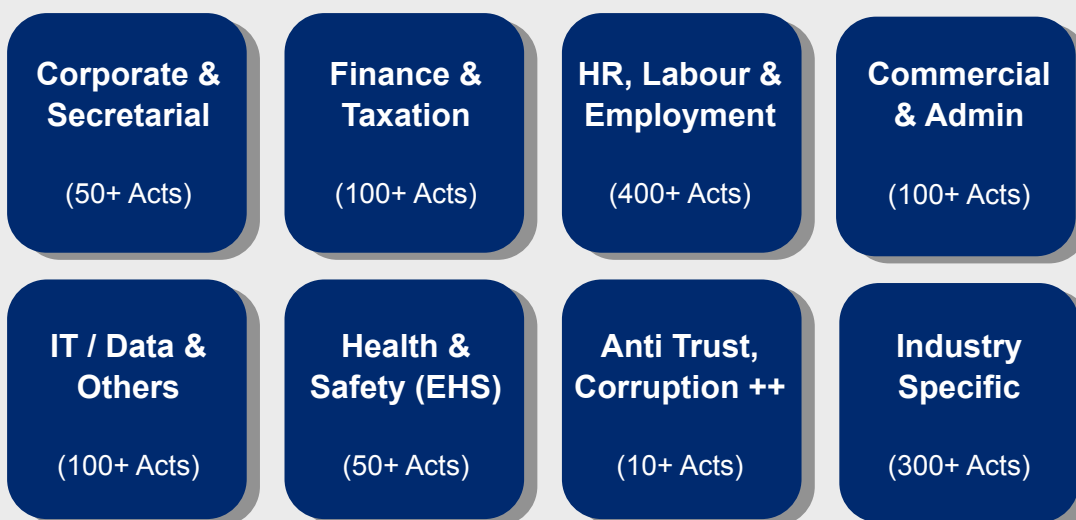 Corporate &
Secretarial
(50+ Acts)
Finance &
Taxation
(100+ Acts)
HR, Labour &
Employment
(400+ Acts)
Commercial
& Admin
(100+ Acts)
IT / Data &
Others
(100+ Acts)
Health &
Safety (EHS)
(50+ Acts)
Anti Trust,
Corruption ++
(10+ Acts)
Industry
Specific
(300+ Acts)